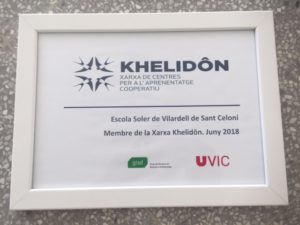 KHELIDÔN
XARXA DE CENTRES
PER A L'APRENENTATGE
COOPERATIU
Escola Soler de Vilardell de Sant Celoni
Membre de la Xarxa Khelidôn. Juny 2018
UVIC